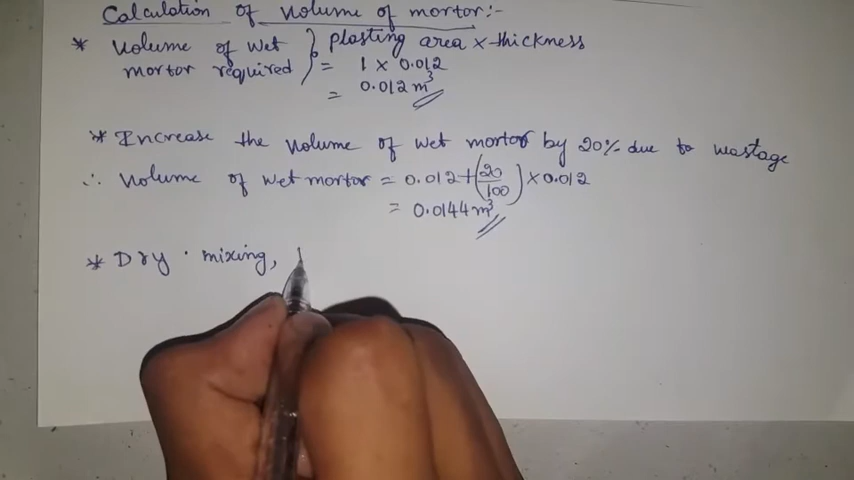 Calculation of volume of mortor:-
* volume of wet } plasting area x thickness
mortor required } = 1 x 0.012
= 0.012 m³
* Increase the volume of wet mortor by 20% due to wastage
∴ volume of wet mortor = 0.012 + (20/100) x 0.012
= 0.0144 m³
* Dry mixing,